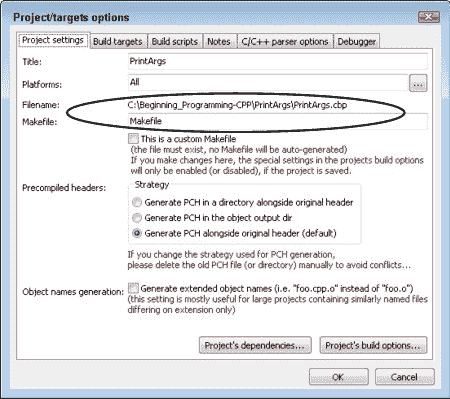 Project/targets options
Project settings
Build targets
Build scripts
Notes
C/C++ parser options
Debugger
Title:
PrintArgs
Platforms:
All
...
Filename:
C:\Beginning_Programming-CPP\PrintArgs\PrintArgs.cbp
Makefile:
Makefile
This is a custom Makefile
(the file must exist, no Makefile will be auto-generated)
If you make changes here, the special settings in the projects build options
will only be enabled (or disabled), if the project is saved.
Precompiled headers:
Strategy
Generate PCH in a directory alongside original header
Generate PCH in the object output dir
Generate PCH alongside original header (default)
If you change the strategy used for PCH generation,
please delete the old PCH file (or directory) manually to avoid conflicts...
Object names generation:
Generate extended object names (i.e. "foo.cpp.o" instead of "foo.o")
(this setting is mostly useful for large projects containing similarly named files
differing on extension only)
Project's dependencies...
Project's build options...
OK
Cancel